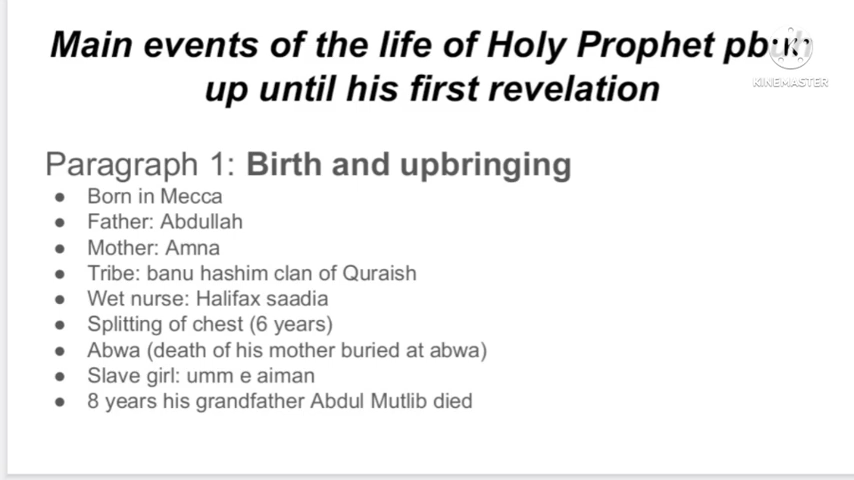 Main events of the life of Holy Prophet pbuh
up until his first revelation
KINEMASTER
Paragraph 1: Birth and upbringing
● Born in Mecca
● Father: Abdullah
● Mother: Amna
● Tribe: banu hashim clan of Quraish
● Wet nurse: Halifax saadia
● Splitting of chest (6 years)
● Abwa (death of his mother buried at abwa)
● Slave girl: umm e aiman
● 8 years his grandfather Abdul Mutlib died